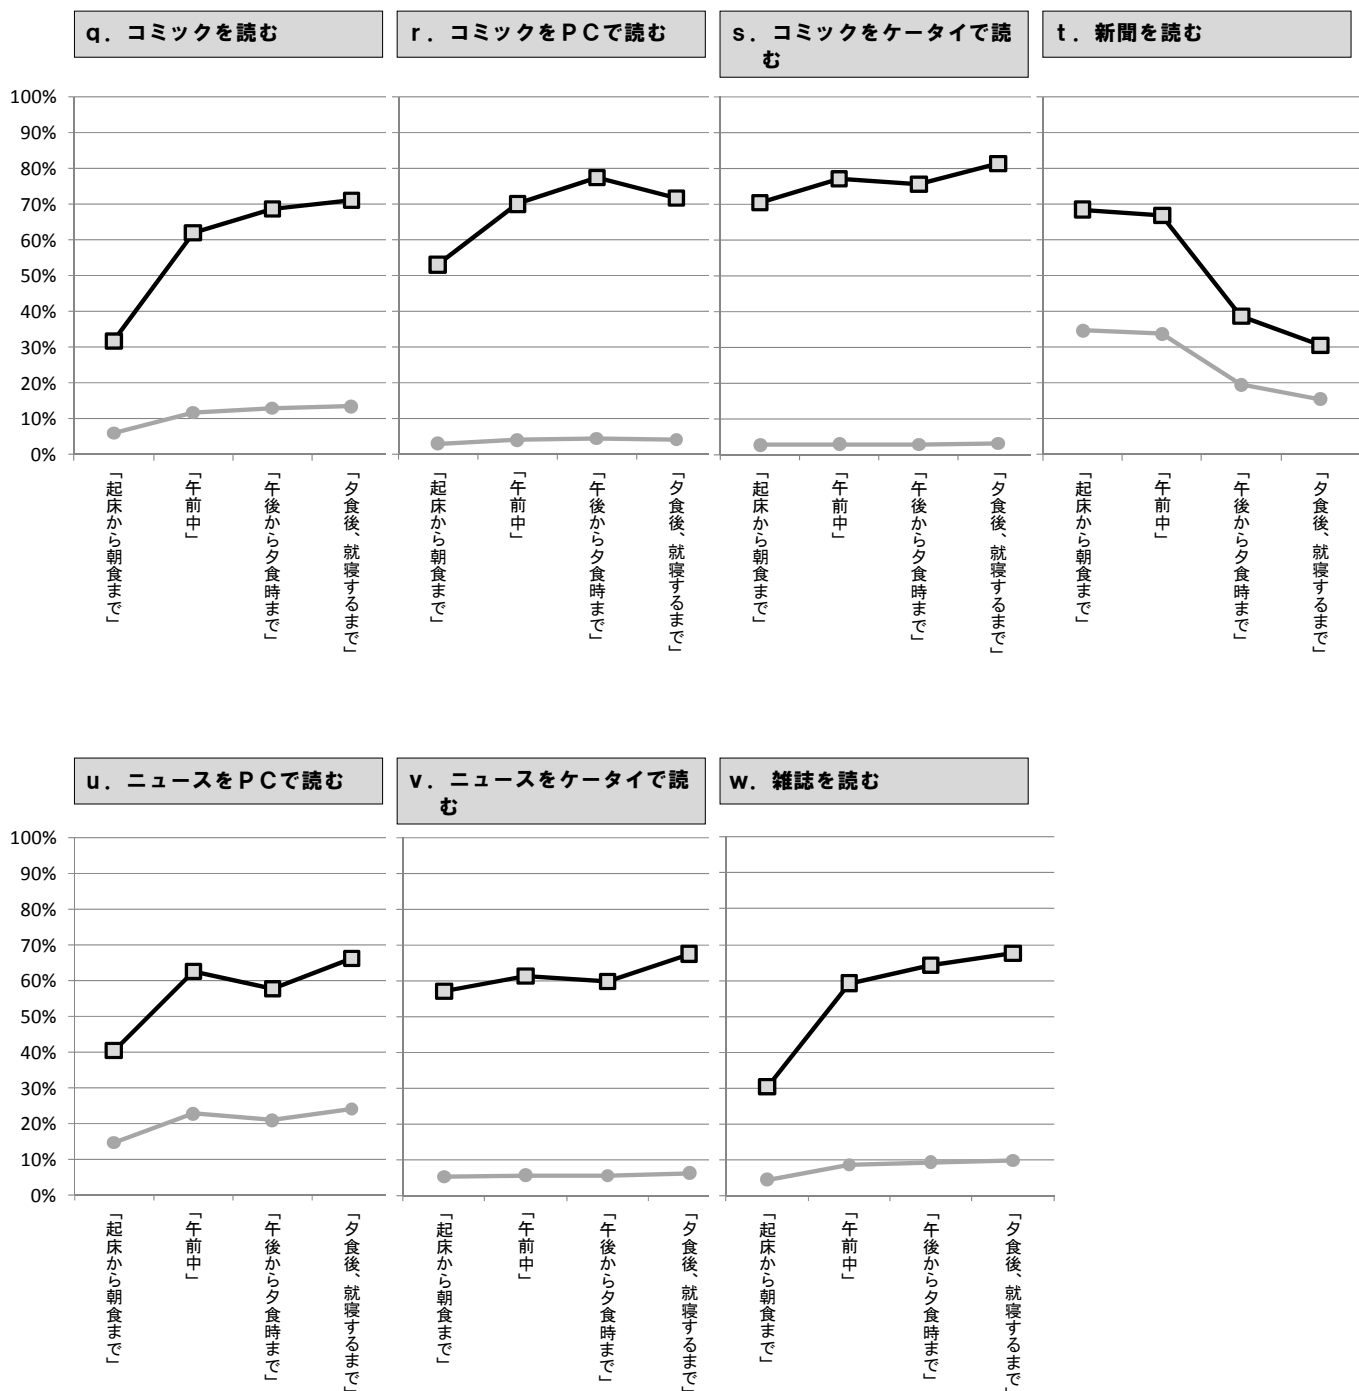 q．コミックを読む
r．コミックをＰＣで読む
s．コミックをケータイで読
む
t．新聞を読む
100%
90%
80%
70%
60%
50%
40%
30%
20%
10%
0%
「起床から朝食まで」
「午前中」
「午後から夕食時まで」
「夕食後、就寝するまで」
「起床から朝食まで」
「午前中」
「午後から夕食時まで」
「夕食後、就寝するまで」
「起床から朝食まで」
「午前中」
「午後から夕食時まで」
「夕食後、就寝するまで」
「起床から朝食まで」
「午前中」
「午後から夕食時まで」
「夕食後、就寝するまで」
u．ニュースをＰＣで読む
v．ニュースをケータイで読
む
w．雑誌を読む
100%
90%
80%
70%
60%
50%
40%
30%
20%
10%
0%
「起床から朝食まで」
「午前中」
「午後から夕食時まで」
「夕食後、就寝するまで」
「起床から朝食まで」
「午前中」
「午後から夕食時まで」
「夕食後、就寝するまで」
「起床から朝食まで」
「午前中」
「午後から夕食時まで」
「夕食後、就寝するまで」